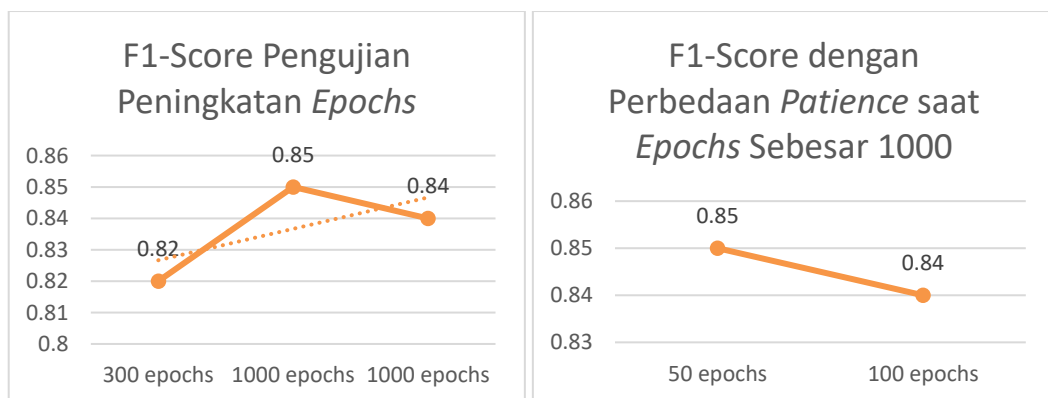 F1-Score Pengujian
Peningkatan Epochs
0.86
0.85
0.84
0.83
0.82
0.81
0.8
0.82
0.85
0.84
300 epochs
1000 epochs
1000 epochs
F1-Score dengan
Perbedaan Patience saat
Epochs Sebesar 1000
0.86
0.85
0.84
0.83
0.85
0.84
50 epochs
100 epochs